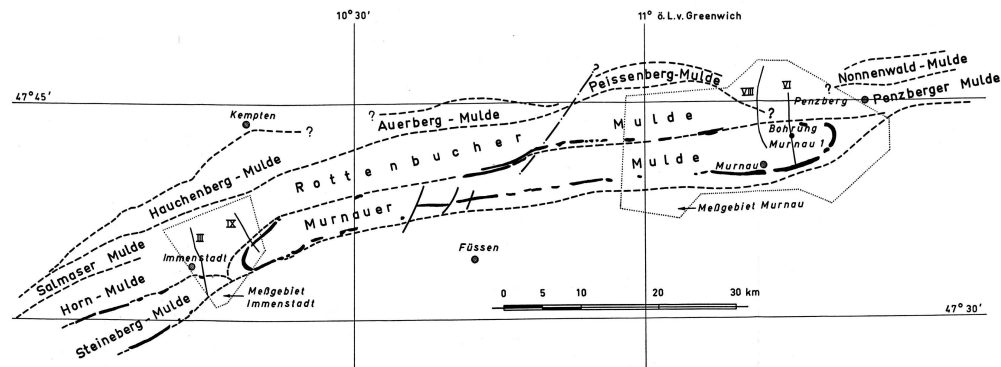 10° 30'
11° ö. L. v. Greenwich
47° 45'
Kempten
?
Auerberg - Mulde
?
?
Peissenberg-Mulde
VIII
VI
?
Nonnenwald-Mulde
Penzberg
Penzberger Mulde
?
Hauchenberg-Mulde
Rottenbucher Mulde
Bohrung
Murnau 1
Murnau
Murnauer Mulde
Meßgebiet Murnau
Salmaser Mulde
III
IX
Immenstadt
Füssen
Horn-Mulde
Meßgebiet
Immenstadt
Steineberg-Mulde
0 5 10 20 30 km
47° 30'